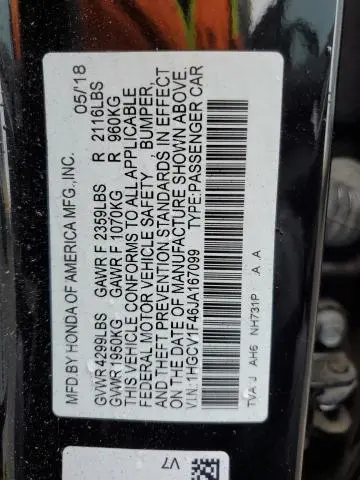 MFD.BY HONDA OF AMERICA MFG.,INC. 05/'18
GVWR 4299LBS GAWR F 2359LBS R 2116LBS
GVWR 1950KG GAWR F 1070KG R 960KG
THIS VEHICLE CONFORMS TO ALL APPLICABLE
FEDERAL MOTOR VEHICLE SAFETY BUMPER,
AND THEFT PREVENTION STANDARDS IN EFFECT
ON THE DATE OF MANUFACTURE SHOWN ABOVE.
V.I.N.:1HGCV1F46JA167099 TYPE:PASSENGER CAR
TVA J AH6 NH731P A A
V7